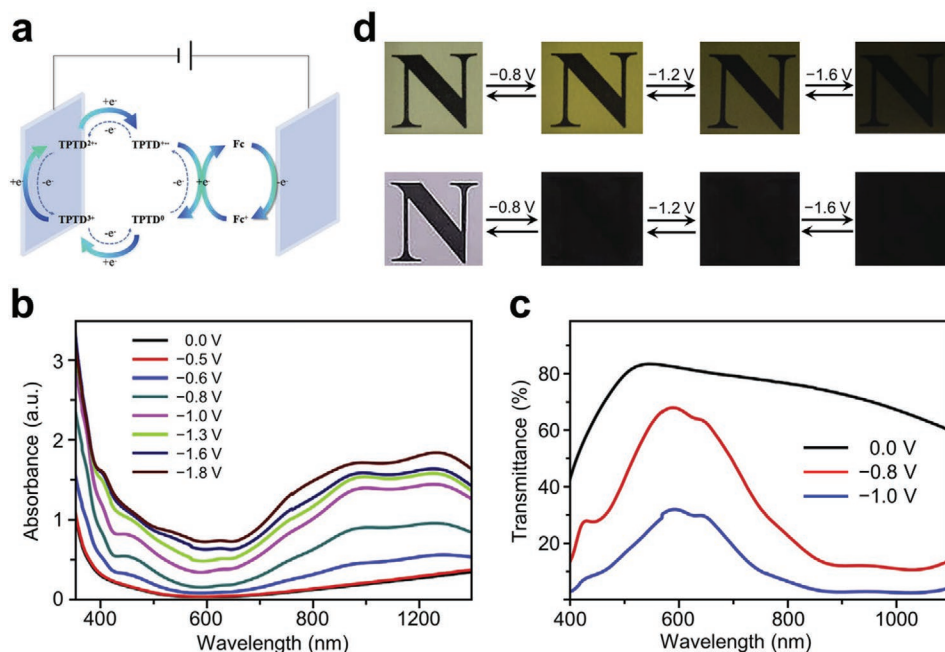 a
+e-
-e-
TPTD2+•
TPTD+••
Fc
+e-
-e-
-e-
+e-
-e-
TPTD3+
TPTD0
Fc+
-e-
+e-
d
N
−0.8 V
N
−1.2 V
N
−1.6 V
N
N
−0.8 V
−1.2 V
−1.6 V
b
Absorbance (a.u.)
3
2
1
0
0.0 V
−0.5 V
−0.6 V
−0.8 V
−1.0 V
−1.3 V
−1.6 V
−1.8 V
400 600 800 1000 1200
Wavelength (nm)
c
Transmittance (%)
80
60
40
20
0.0 V
−0.8 V
−1.0 V
400 600 800 1000
Wavelength (nm)